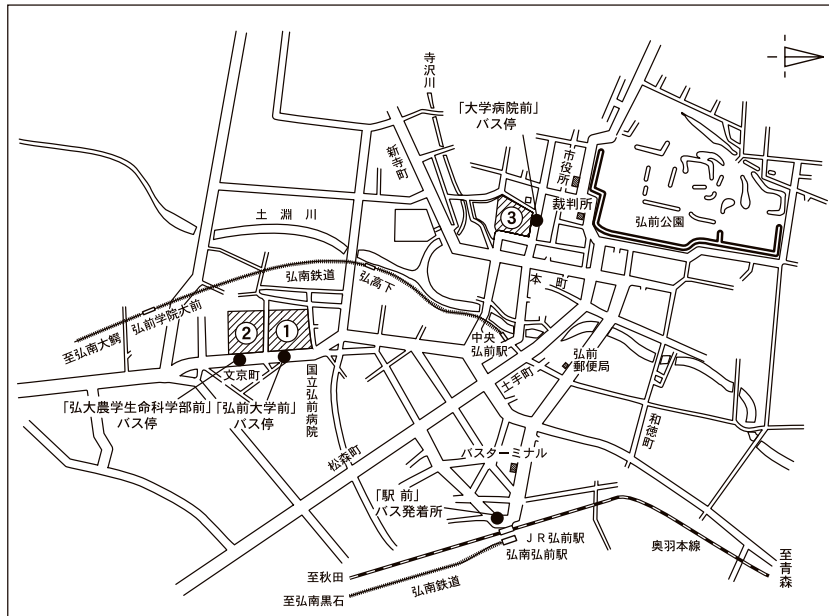 寺沢川
「大学病院前」
バス停
新寺町
市役所
裁判所
③
弘前公園
土淵川
弘南鉄道
弘高下
本町
弘前学院大前
至弘南大鰐
②
①
中央
弘前駅
弘前
郵便局
文京町
国立弘前病院
土手町
「弘大農学生命科学部前」
バス停
「弘前大学前」
バス停
和徳町
松森町
バスターミナル
「駅前」
バス発着所
JR弘前駅
弘南弘前駅
奥羽本線
至青森
至秋田
弘南鉄道
至弘南黒石